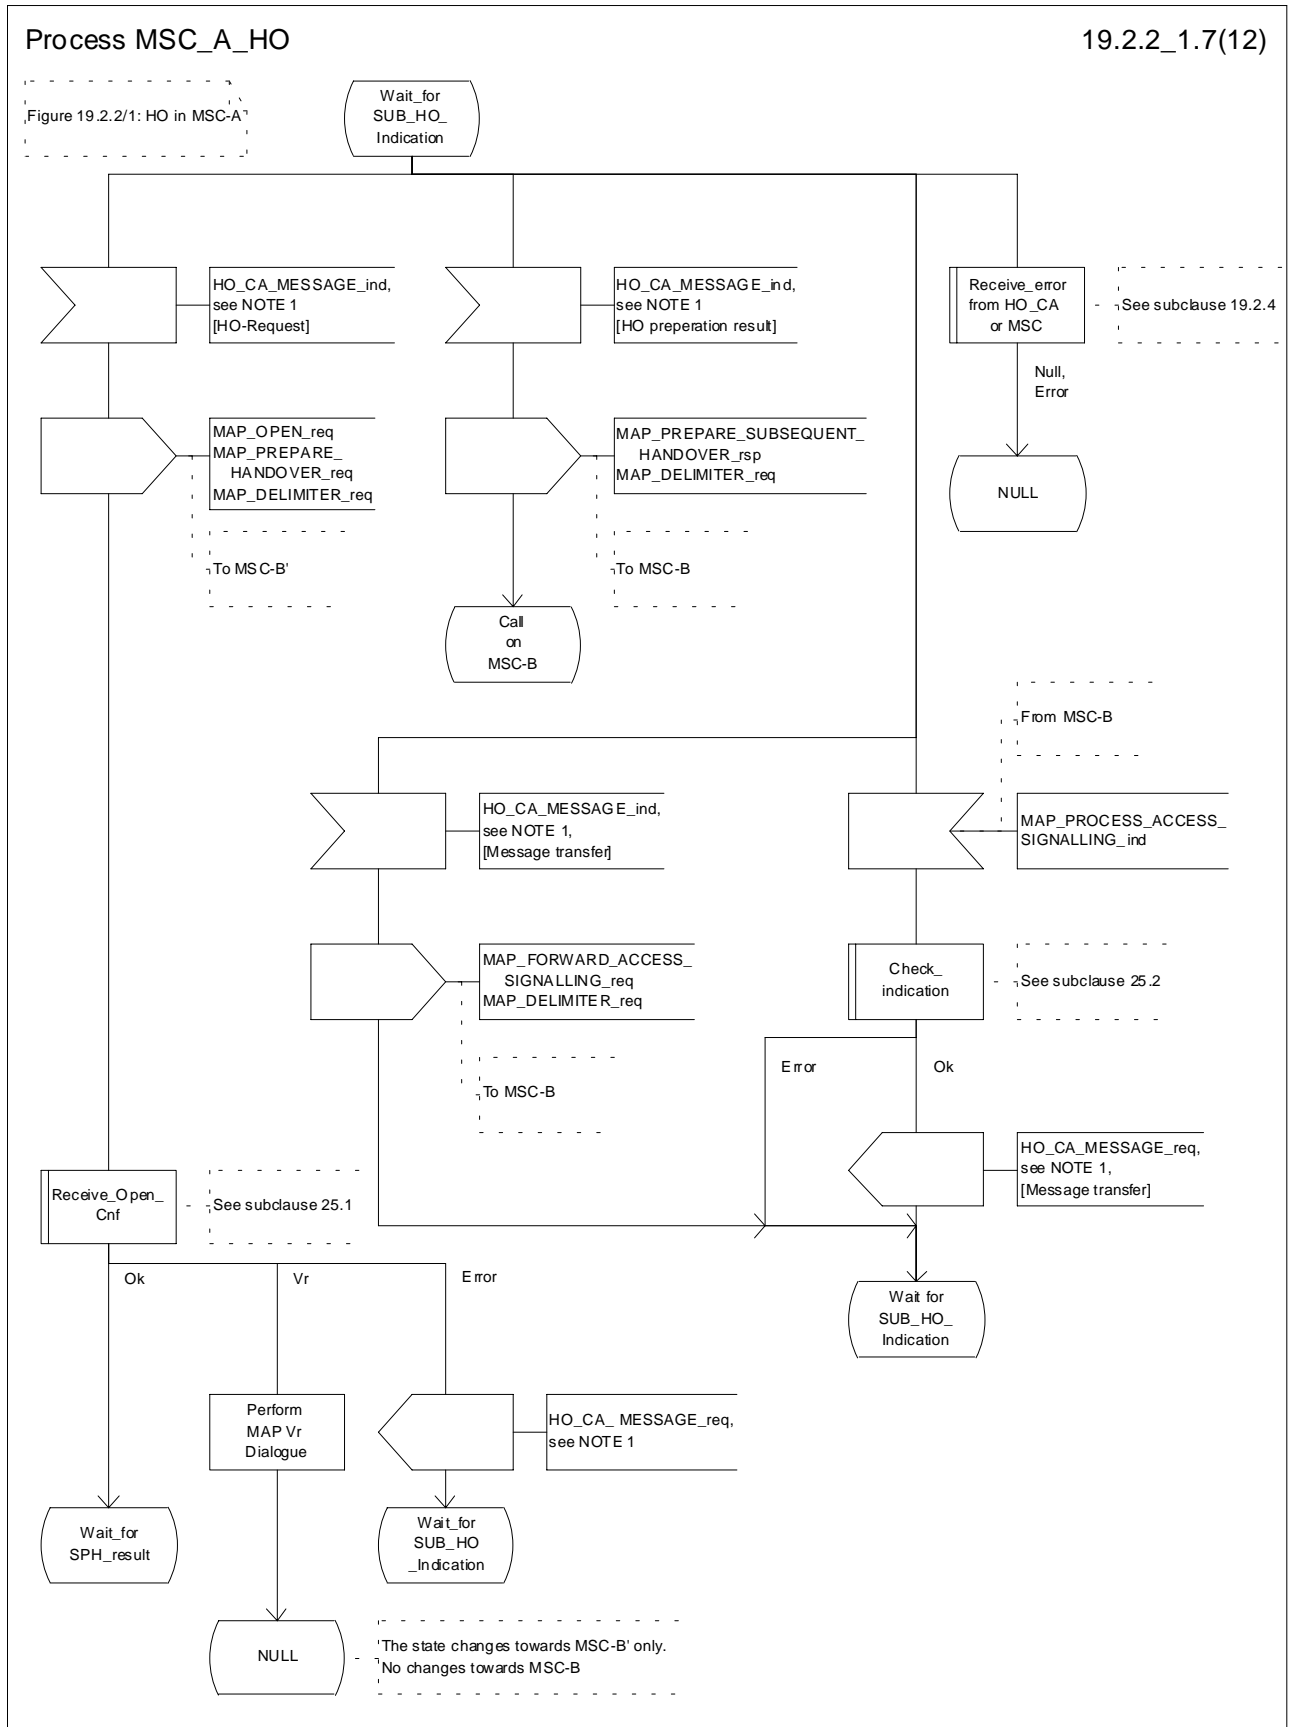 Process MSC_A_HO
19.2.2_1.7(12)
Figure 19.2.2/1: HO in MSC-A
Wait_for
SUB_HO_
Indication
HO_CA_MESSAGE_ind,
see NOTE 1
[HO-Request]
HO_CA_MESSAGE_ind,
see NOTE 1
[HO preperation result]
Receive_error
from HO_CA
or MSC
See subclause 19.2.4
Null,
Error
MAP_OPEN_req
MAP_PREPARE_
HANDOVER_req
MAP_DELIMITER_req
MAP_PREPARE_SUBSEQUENT_
HANDOVER_rsp
MAP_DELIMITER_req
NULL
To MSC-B'
To MSC-B
Call
on
MSC-B
From MSC-B
HO_CA_MESSAGE_ind,
see NOTE 1,
[Message transfer]
MAP_PROCESS_ACCESS_
SIGNALLING_ind
MAP_FORWARD_ACCESS_
SIGNALLING_req
MAP_DELIMITER_req
Check_
indication
See subclause 25.2
Error
Ok
To MSC-B
HO_CA_MESSAGE_req,
see NOTE 1,
[Message transfer]
Receive_Open_
Cnf
See subclause 25.1
Ok
Vr
Error
Wait for
SUB_HO_
Indication
Perform
MAP Vr
Dialogue
HO_CA_ MESSAGE_req,
see NOTE 1
Wait_for
SPH_result
Wait_for
SUB_HO
_Indication
NULL
The state changes towards MSC-B' only.
No changes towards MSC-B